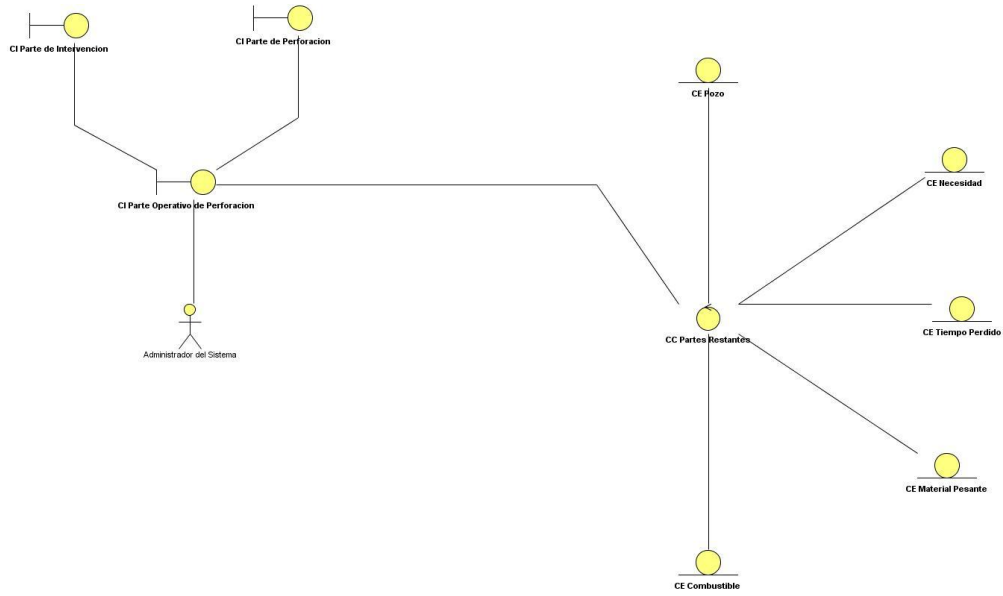 CI Parte de Intervencion
CI Parte de Perforacion
CE Pozo
CE Necesidad
CI Parte Operativo de Perforacion
CE Tiempo Perdido
CC Partes Restantes
Administrador del Sistema
CE Material Pesante
CE Combustible